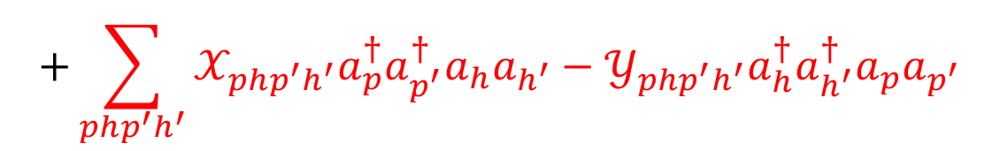 + ∑_{php′h′} 𝒳_{php′h′} a_p^† a_{p′}^† a_h a_{h′} − 𝒴_{php′h′} a_h^† a_{h′}^† a_p a_{p′}